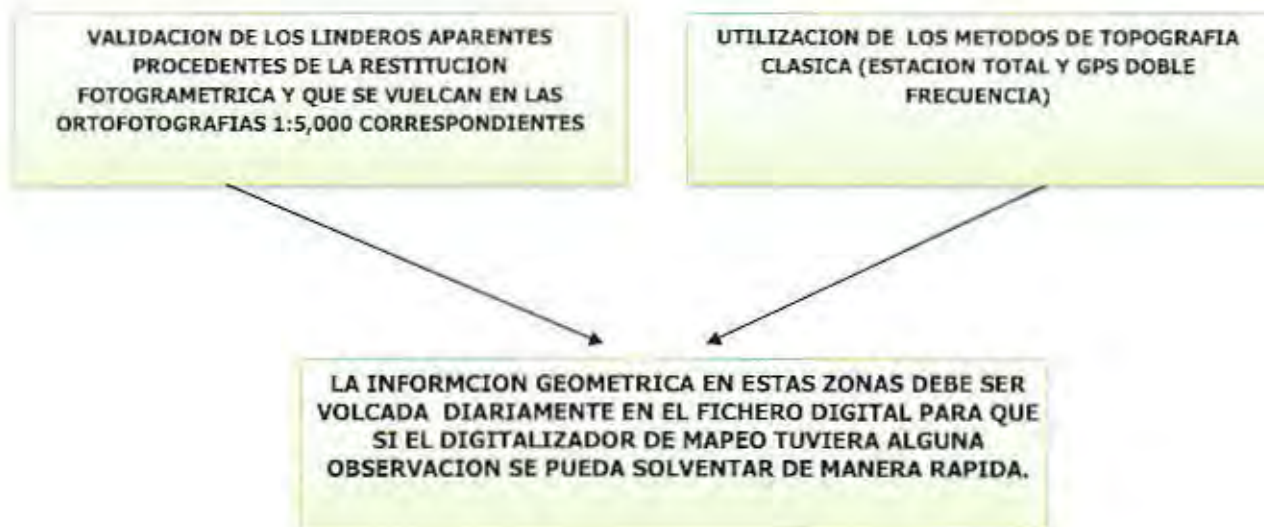 VALIDACION DE LOS LINDEROS APARENTES
PROCEDENTES DE LA RESTITUCION
FOTOGRAMETRICA Y QUE SE VUELCAN EN LAS
ORTOFOTOGRAFIAS 1:5,000 CORRESPONDIENTES
UTILIZACION DE LOS METODOS DE TOPOGRAFIA
CLASICA (ESTACION TOTAL Y GPS DOBLE
FRECUENCIA)
LA INFORMCION GEOMETRICA EN ESTAS ZONAS DEBE SER
VOLCADA DIARIAMENTE EN EL FICHERO DIGITAL PARA QUE
SI EL DIGITALIZADOR DE MAPEO TUVIERA ALGUNA
OBSERVACION SE PUEDA SOLVENTAR DE MANERA RAPIDA.